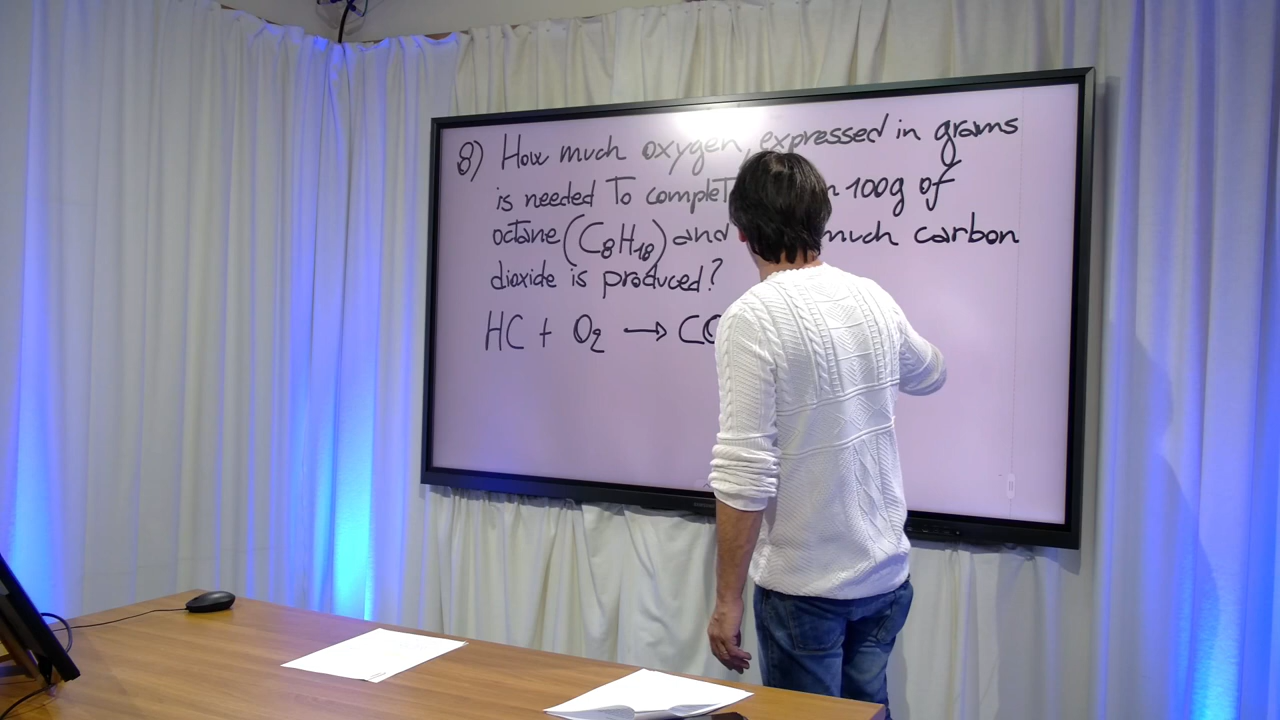 8) How much oxygen, expressed in grams
is needed To complet 100g of
octane (C₈H₁₈) and much carbon
dioxide is produced?
HC + O₂ → CO